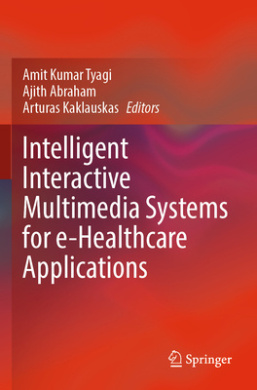 Amit Kumar Tyagi
Ajith Abraham
Arturas Kaklauskas Editors
Intelligent
Interactive
Multimedia Systems
for e-Healthcare
Applications
Springer